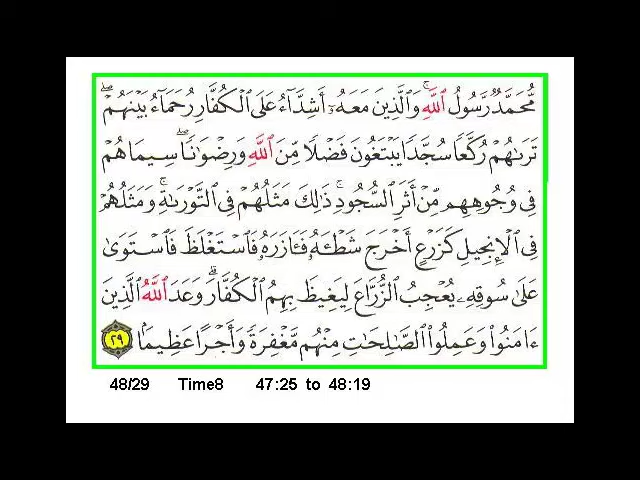 مُّحَمَّدٌ رَّسُولُ ٱللَّهِۚ وَٱلَّذِينَ مَعَهُۥٓ أَشِدَّآءُ عَلَى ٱلْكُفَّارِ رُحَمَآءُ بَيْنَهُمْۖ
تَرَىٰهُمْ رُكَّعًا سُجَّدًا يَبْتَغُونَ فَضْلًا مِّنَ ٱللَّهِ وَرِضْوَٰنًاۖ سِيمَاهُمْ
فِى وُجُوهِهِم مِّنْ أَثَرِ ٱلسُّجُودِۚ ذَٰلِكَ مَثَلُهُمْ فِى ٱلتَّوْرَىٰةِۚ وَمَثَلُهُمْ
فِى ٱلْإِنجِيلِ كَزَرْعٍ أَخْرَجَ شَطْـَٔهُۥ فَـَٔازَرَهُۥ فَٱسْتَغْلَظَ فَٱسْتَوَىٰ
عَلَىٰ سُوقِهِۦ يُعْجِبُ ٱلزُّرَّاعَ لِيَغِيظَ بِهِمُ ٱلْكُفَّارَۗ وَعَدَ ٱللَّهُ ٱلَّذِينَ
ءَامَنُوا۟ وَعَمِلُوا۟ ٱلصَّٰلِحَٰتِ مِنْهُم مَّغْفِرَةً وَأَجْرًا عَظِيمًۢا ٢٩
48/29 Time8 47:25 to 48:19